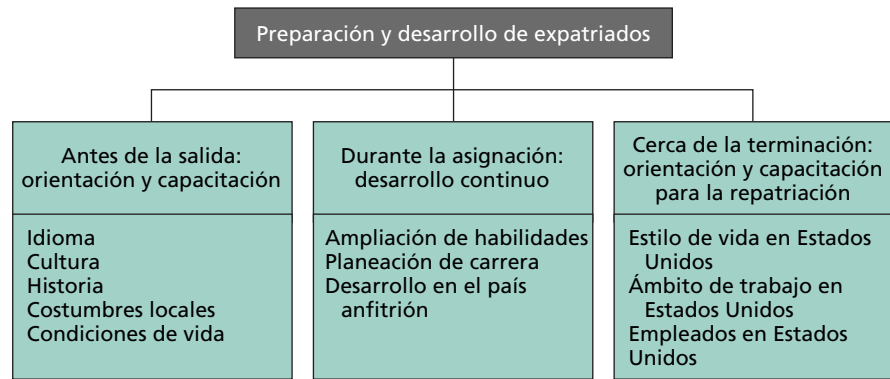 Preparación y desarrollo de expatriados
Antes de la salida:
orientación y capacitación
Idioma
Cultura
Historia
Costumbres locales
Condiciones de vida
Durante la asignación:
desarrollo continuo
Ampliación de habilidades
Planeación de carrera
Desarrollo en el país
anfitrión
Cerca de la terminación:
orientación y capacitación
para la repatriación
Estilo de vida en Estados
Unidos
Ámbito de trabajo en
Estados Unidos
Empleados en Estados
Unidos